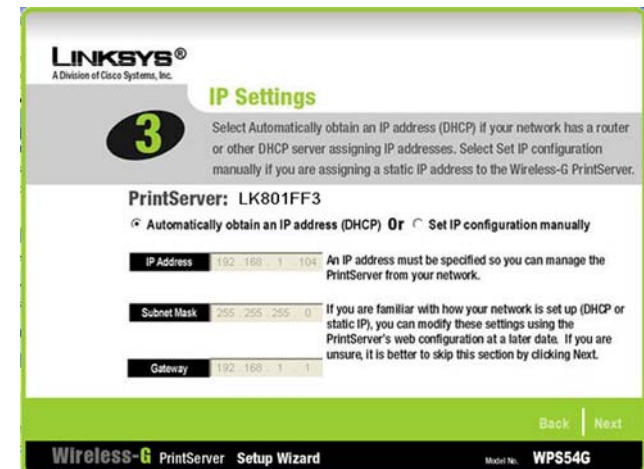 LINKSYS®
A Division of Cisco Systems, Inc.
IP Settings
3
Select Automatically obtain an IP address (DHCP) if your network has a router
or other DHCP server assigning IP addresses. Select Set IP configuration
manually if you are assigning a static IP address to the Wireless-G PrintServer.
PrintServer: LK801FF3
Automatically obtain an IP address (DHCP) Or Set IP configuration manually
IP Address 192 . 168 . 1 . 104 An IP address must be specified so you can manage the
PrintServer from your network.
Subnet Mask 255 . 255 . 255 . 0 If you are familiar with how your network is set up (DHCP or
static IP), you can modify these settings using the
PrintServer's web configuration at a later date. If you are
unsure, it is better to skip this section by clicking Next.
Gateway 192 . 168 . 1 . 1
Back Next
Wireless-G PrintServer Setup Wizard Model No. WPS54G